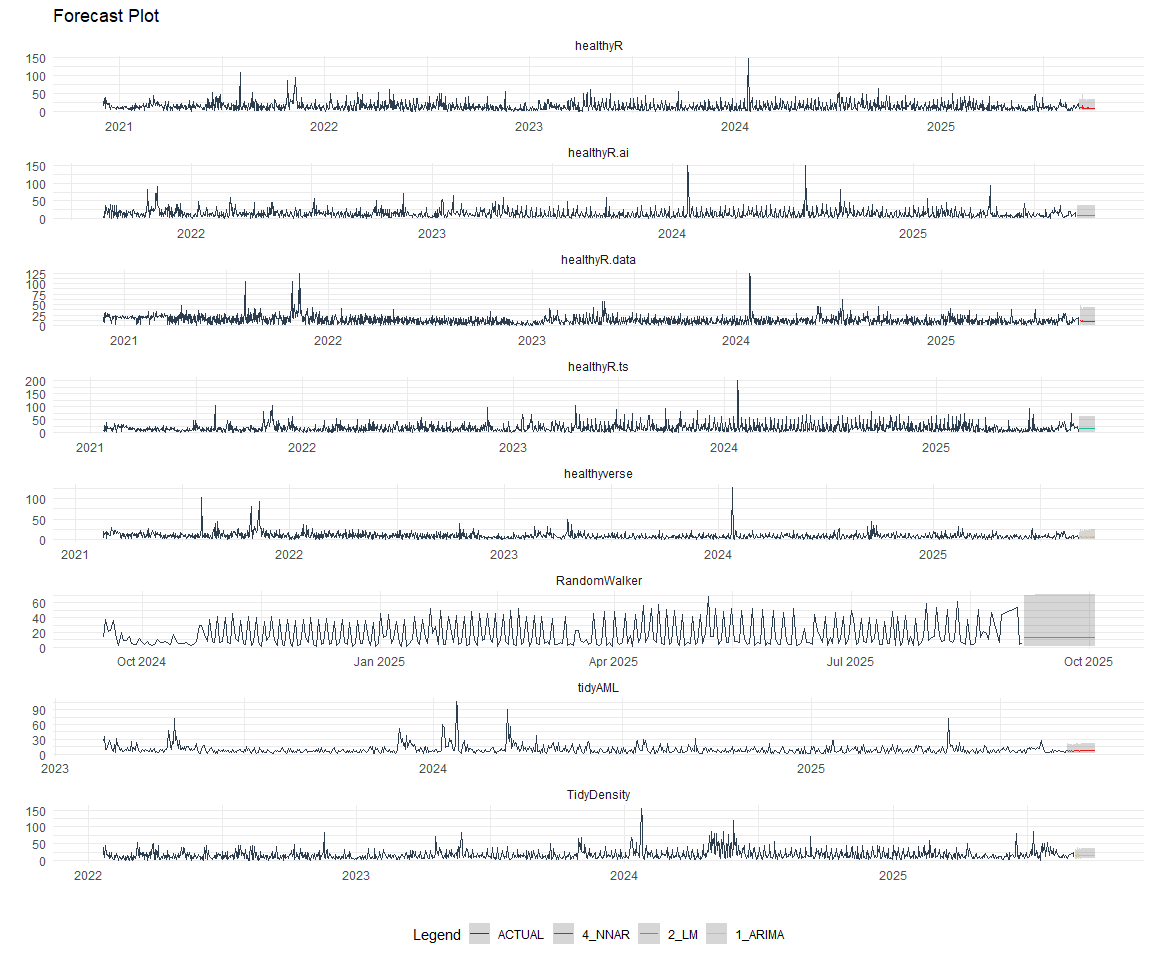 Forecast Plot
healthyR
150
100
50
0
2021 2022 2023 2024 2025
healthyR.ai
150
100
50
0
2022 2023 2024 2025
healthyR.data
125
100
75
50
25
0
2021 2022 2023 2024 2025
healthyR.ts
200
150
100
50
0
2021 2022 2023 2024 2025
healthyverse
100
50
0
2021 2022 2023 2024 2025
RandomWalker
60
40
20
0
Oct 2024 Jan 2025 Apr 2025 Jul 2025 Oct 2025
tidyAML
90
60
30
0
2023 2024 2025
TidyDensity
150
100
50
0
2022 2023 2024 2025
Legend ACTUAL 4_NNAR 2_LM 1_ARIMA